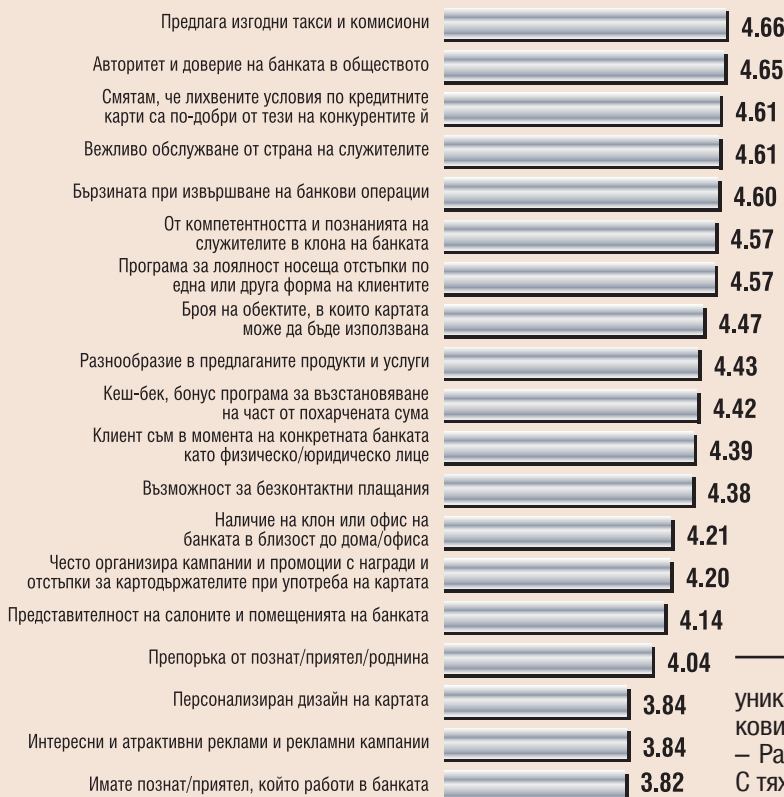 Предлага изгодни такси и комисиони 4.66
Авторитет и доверие на банката в обществото 4.65
Смятам, че лихвените условия по кредитните
карти са по-добри от тези на конкурентите й 4.61
Вежливо обслужване от страна на служителите 4.61
Бързината при извършване на банкови операции 4.60
От компетентността и познанията на
служителите в клона на банката 4.57
Програма за лоялност носеща отстъпки по
една или друга форма на клиентите 4.57
Броя на обектите, в които картата
може да бъде използвана 4.47
Разнообразие в предлаганите продукти и услуги 4.43
Кеш-бек, бонус програма за възстановяване
на част от похарчената сума 4.42
Клиент съм в момента на конкретната банката
като физическо/юридическо лице 4.39
Възможност за безконтактни плащания 4.38
Наличие на клон или офис на
банката в близост до дома/офиса 4.21
Често организира кампании и промоции с награди и
отстъпки за картодържателите при употреба на картата 4.20
Представителност на салоните и помещенията на банката 4.14
Препоръка от познат/приятел/роднина 4.04
Персонализиран дизайн на картата 3.84
Интересни и атрактивни реклами и рекламни кампании 3.84
Имате познат/приятел, който работи в банката 3.82
уник
кови
– Ра
С тях